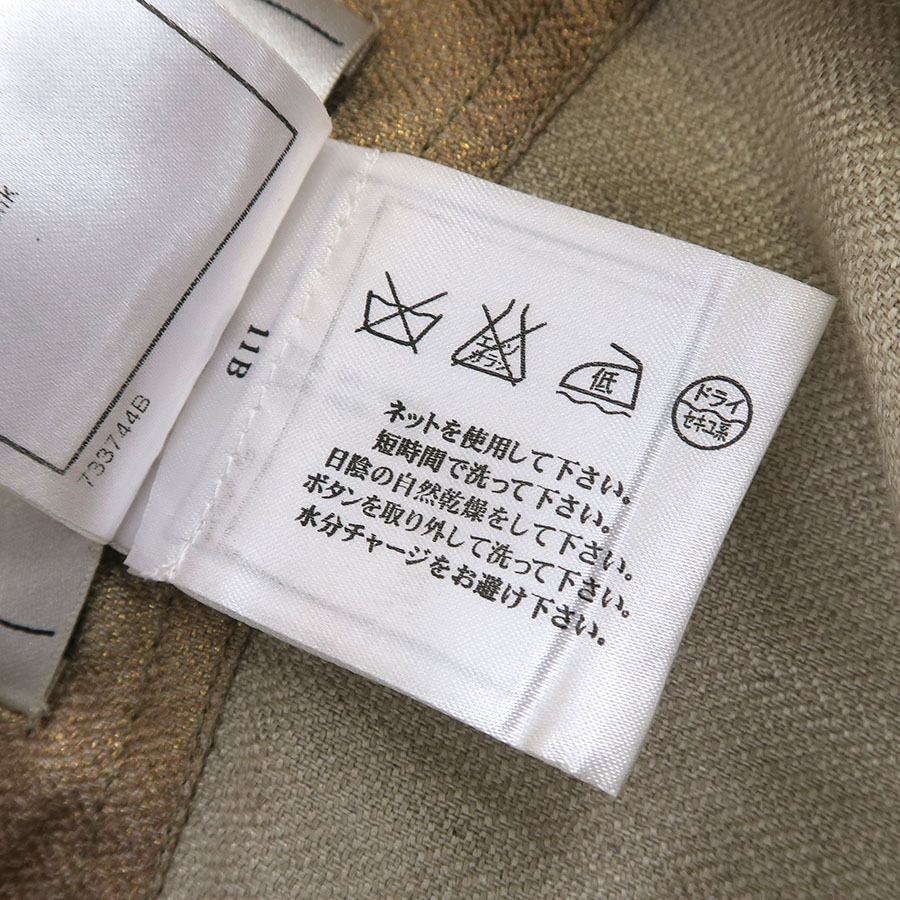 エンソ
サラシ
低
ドライ
セキユ系
ネットを使用して下さい。
短時間で洗って下さい。
日陰の自然乾燥をして下さい。
ボタンを取り外して洗って下さい。
水分チャージをお避け下さい。
11B
733744B